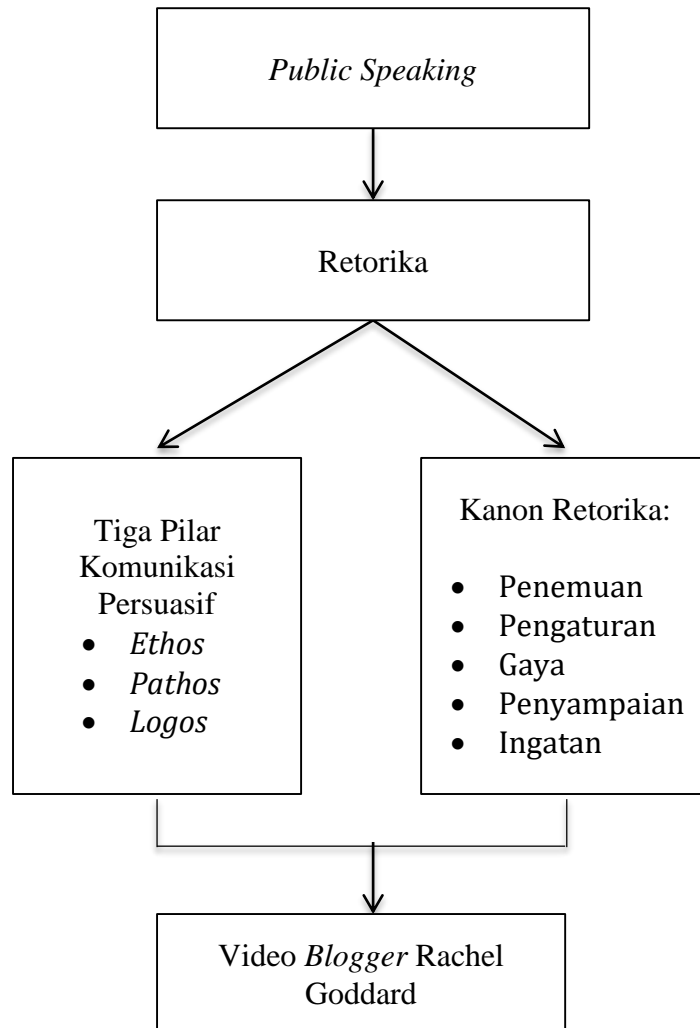 Public Speaking
Retorika
Tiga Pilar
Komunikasi
Persuasif
• Ethos
• Pathos
• Logos
Kanon Retorika:
• Penemuan
• Pengaturan
• Gaya
• Penyampaian
• Ingatan
Video Blogger Rachel
Goddard